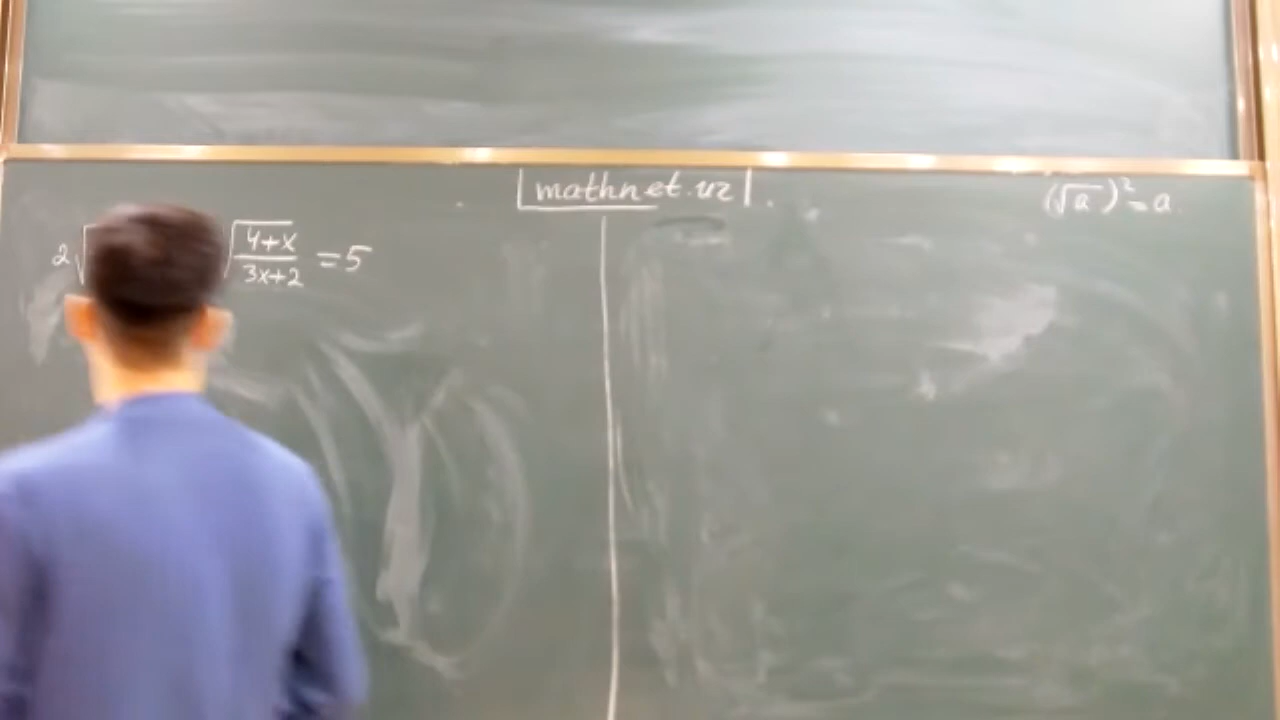 mathnet.uz
(√a)² = a
2√ √((4+x)/(3x+2)) = 5